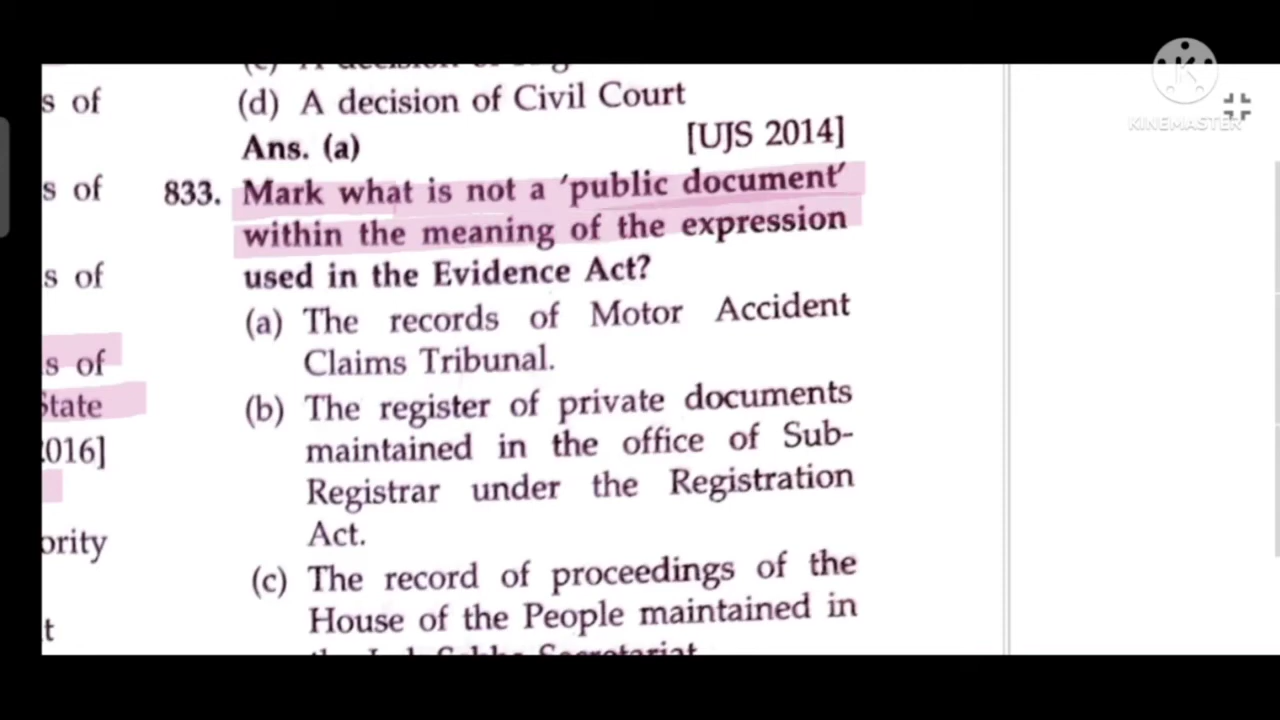 (d) A decision of Civil Court
Ans. (a) [UJS 2014]
833. Mark what is not a 'public document'
within the meaning of the expression
used in the Evidence Act?
(a) The records of Motor Accident
Claims Tribunal.
(b) The register of private documents
maintained in the office of Sub-
Registrar under the Registration
Act.
(c) The record of proceedings of the
House of the People maintained in
s of
s of
s of
s of
State
2016]
ority
t
KINEMASTER